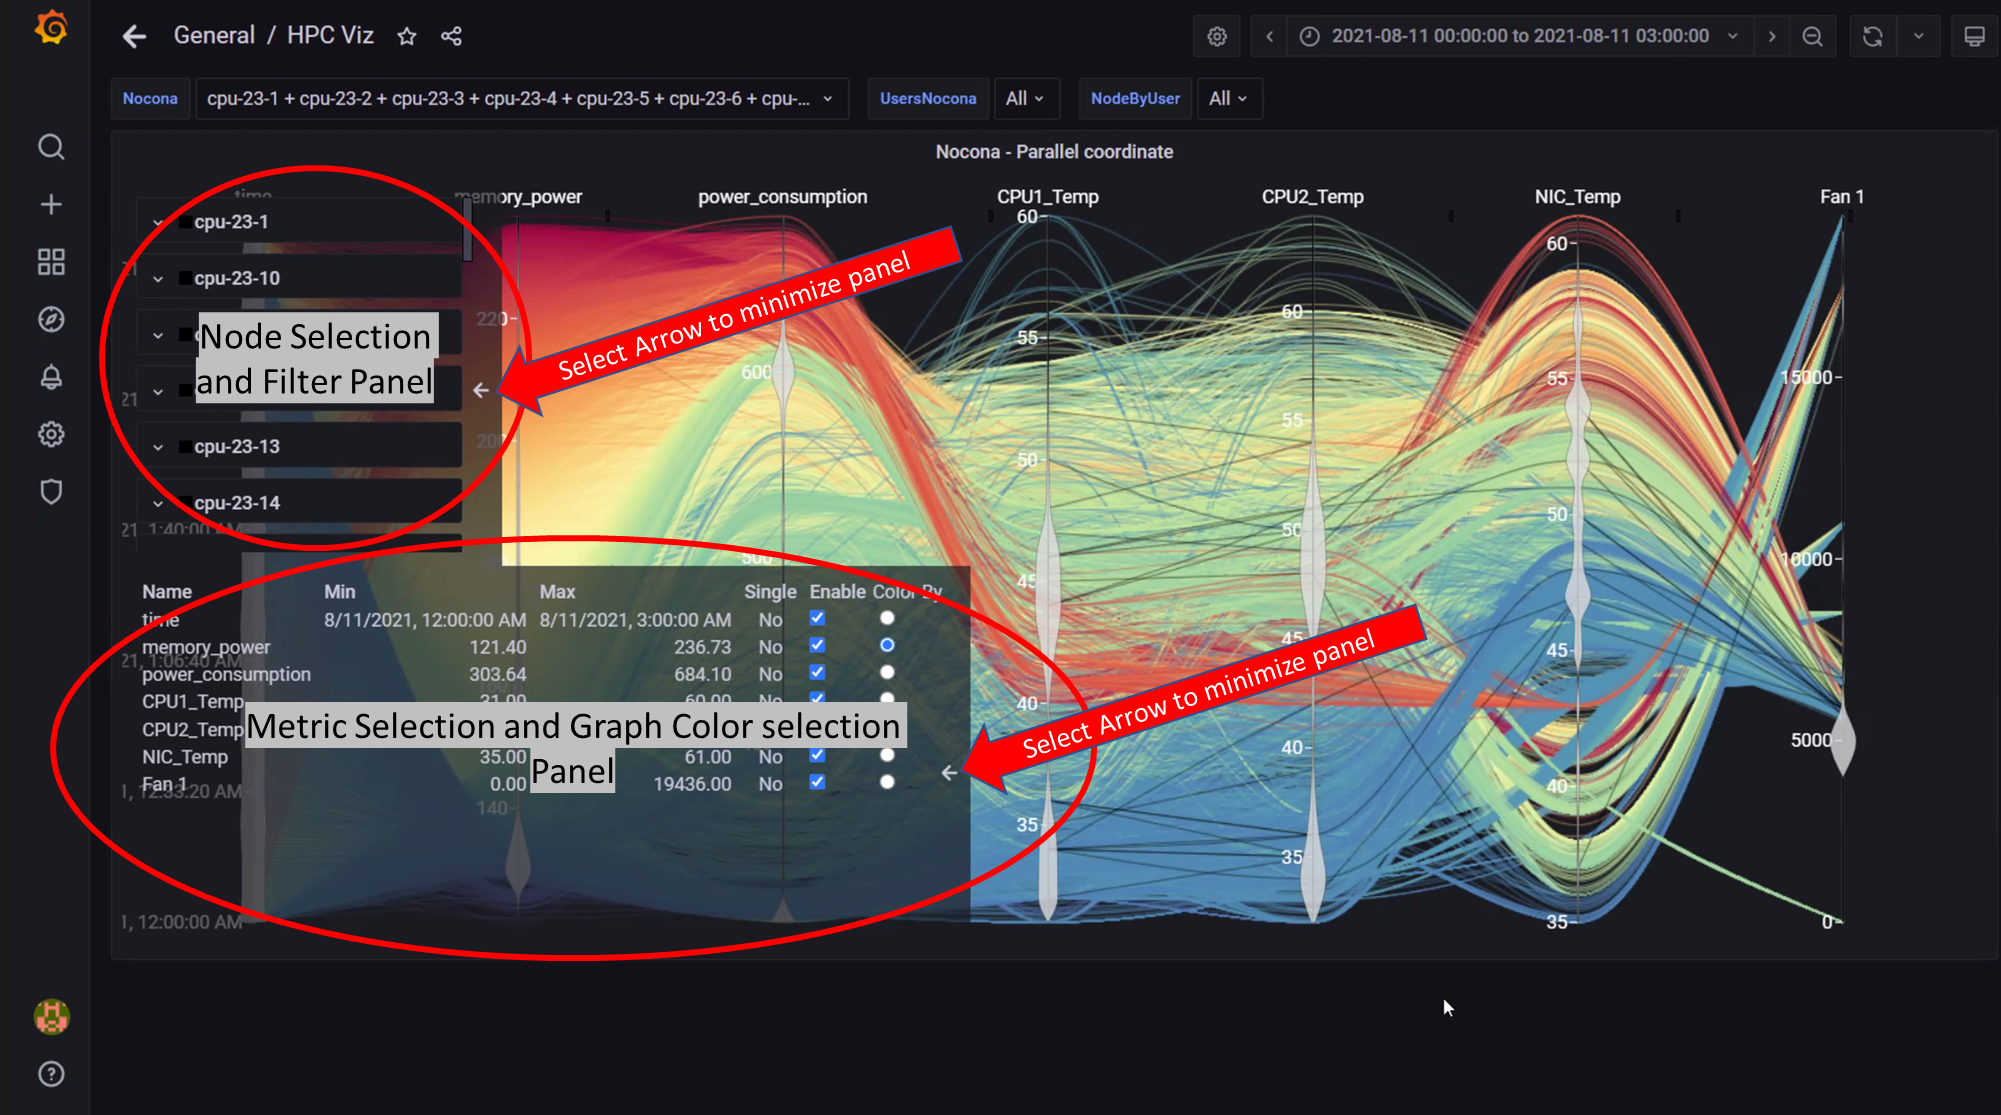 General / HPC Viz
2021-08-11 00:00:00 to 2021-08-11 03:00:00
Nocona cpu-23-1 + cpu-23-2 + cpu-23-3 + cpu-23-4 + cpu-23-5 + cpu-23-6 + cpu-... UsersNocona All NodeByUser All
Nocona - Parallel coordinate
time memory_power power_consumption CPU1_Temp CPU2_Temp NIC_Temp Fan 1
cpu-23-1
cpu-23-10
Node Selection
and Filter Panel
cpu-23-13
cpu-23-14
Select Arrow to minimize panel
220
200
140
600
500
60
55
50
45
40
35
60
55
50
45
40
35
60
55
50
45
40
35
15000
10000
5000
0
21, 1:40:00 AM
21, 1:06:40 AM
1, 12:33:20 AM
1, 12:00:00 AM
Name Min Max Single Enable Color By
time 8/11/2021, 12:00:00 AM 8/11/2021, 3:00:00 AM No
memory_power 121.40 236.73 No
power_consumption 303.64 684.10 No
CPU1_Temp 21.00 60.00 No
CPU2_Temp
NIC_Temp 35.00 61.00 No
Fan 1 0.00 19436.00 No
Metric Selection and Graph Color selection
Panel
Select Arrow to minimize panel